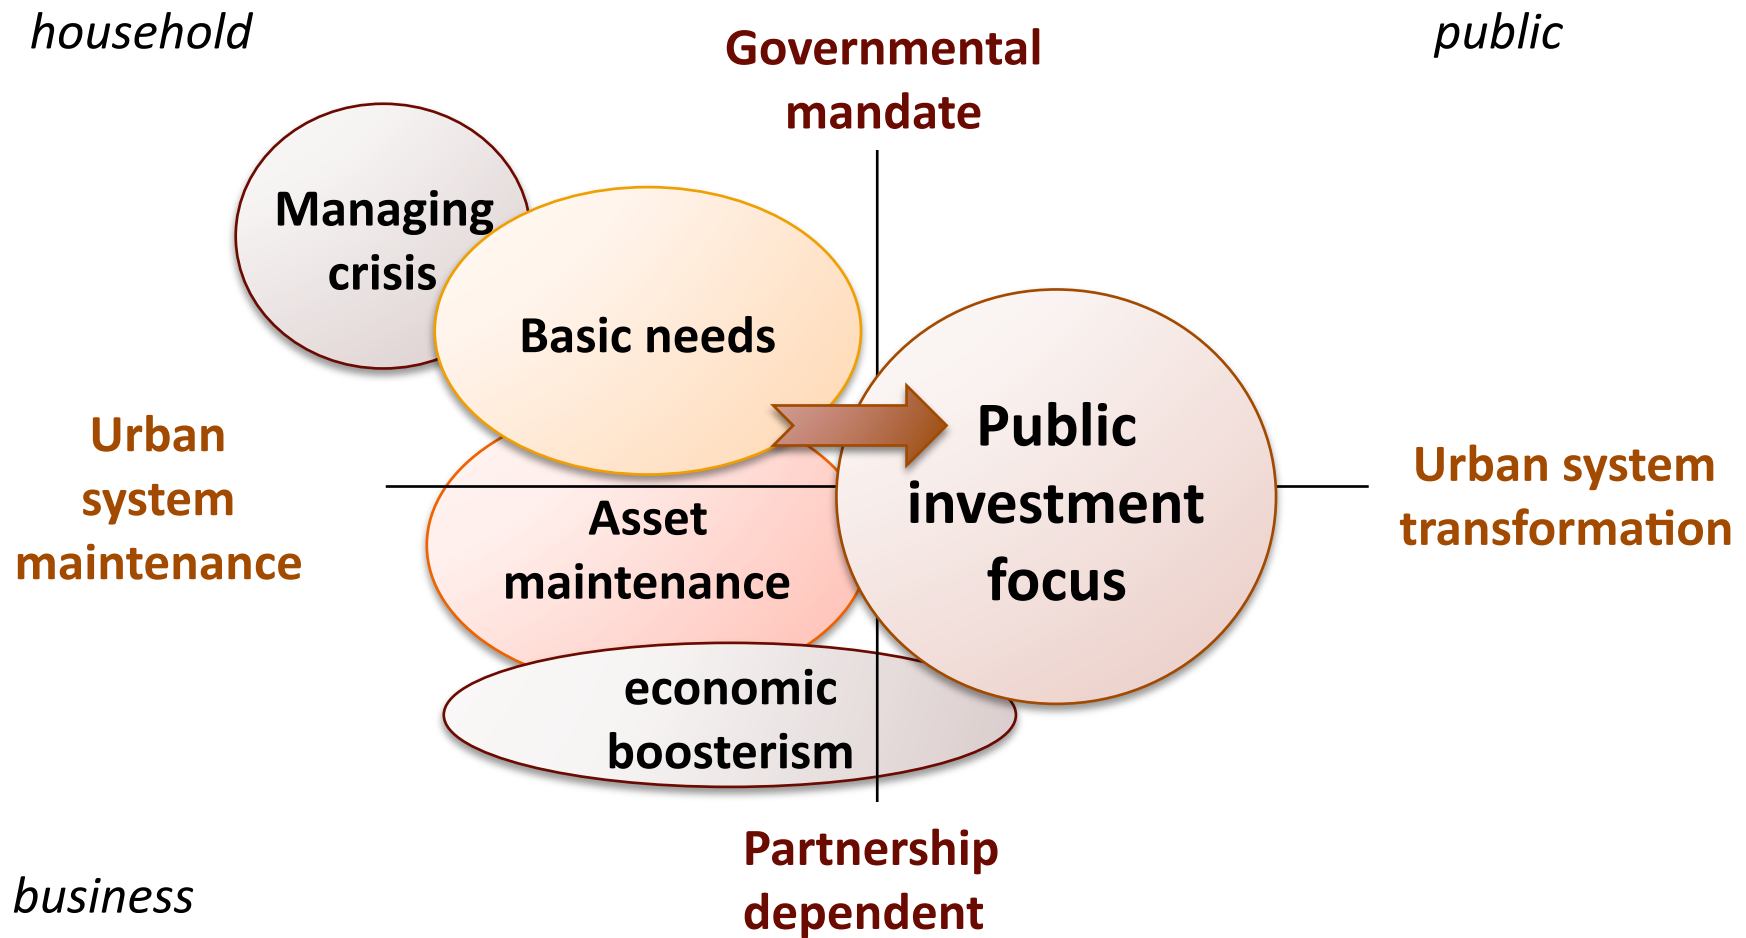 household
Governmental
mandate
public
Managing
crisis
Basic needs
Urban
system
maintenance
Asset
maintenance
Public
investment
focus
Urban system
transformation
economic
boosterism
Partnership
dependent
business